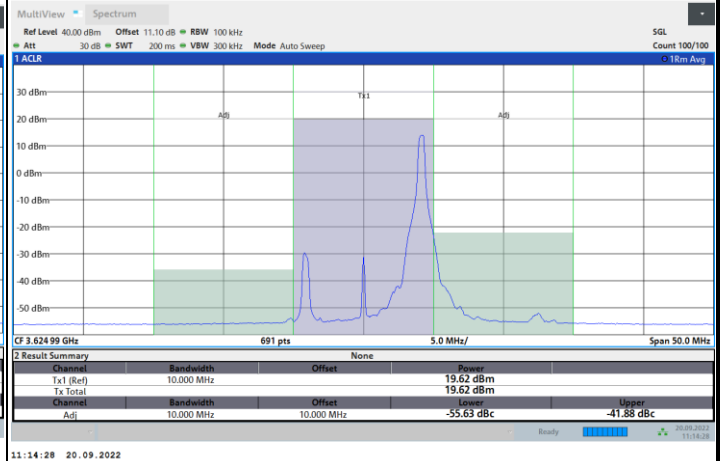 MultiView Spectrum
Ref Level 40.00 dBm Offset 11.10 dB RBW 100 kHz SGL
Att 30 dB SWT 200 ms VBW 300 kHz Mode Auto Sweep Count 100/100
1 ACLR 1Rm Avg
30 dBm
Tx1
20 dBm Adj Adj
10 dBm
0 dBm
-10 dBm
-20 dBm
-30 dBm
-40 dBm
-50 dBm
CF 3.624 99 GHz 691 pts 5.0 MHz/ Span 50.0 MHz
2 Result Summary None
Channel Bandwidth Offset Power
Tx1 (Ref) 10.000 MHz 19.62 dBm
Tx Total 19.62 dBm
Channel Bandwidth Offset Lower Upper
Adj 10.000 MHz 10.000 MHz -55.63 dBc -41.88 dBc
Ready 20.09.2022
11:14:28
11:14:28 20.09.2022